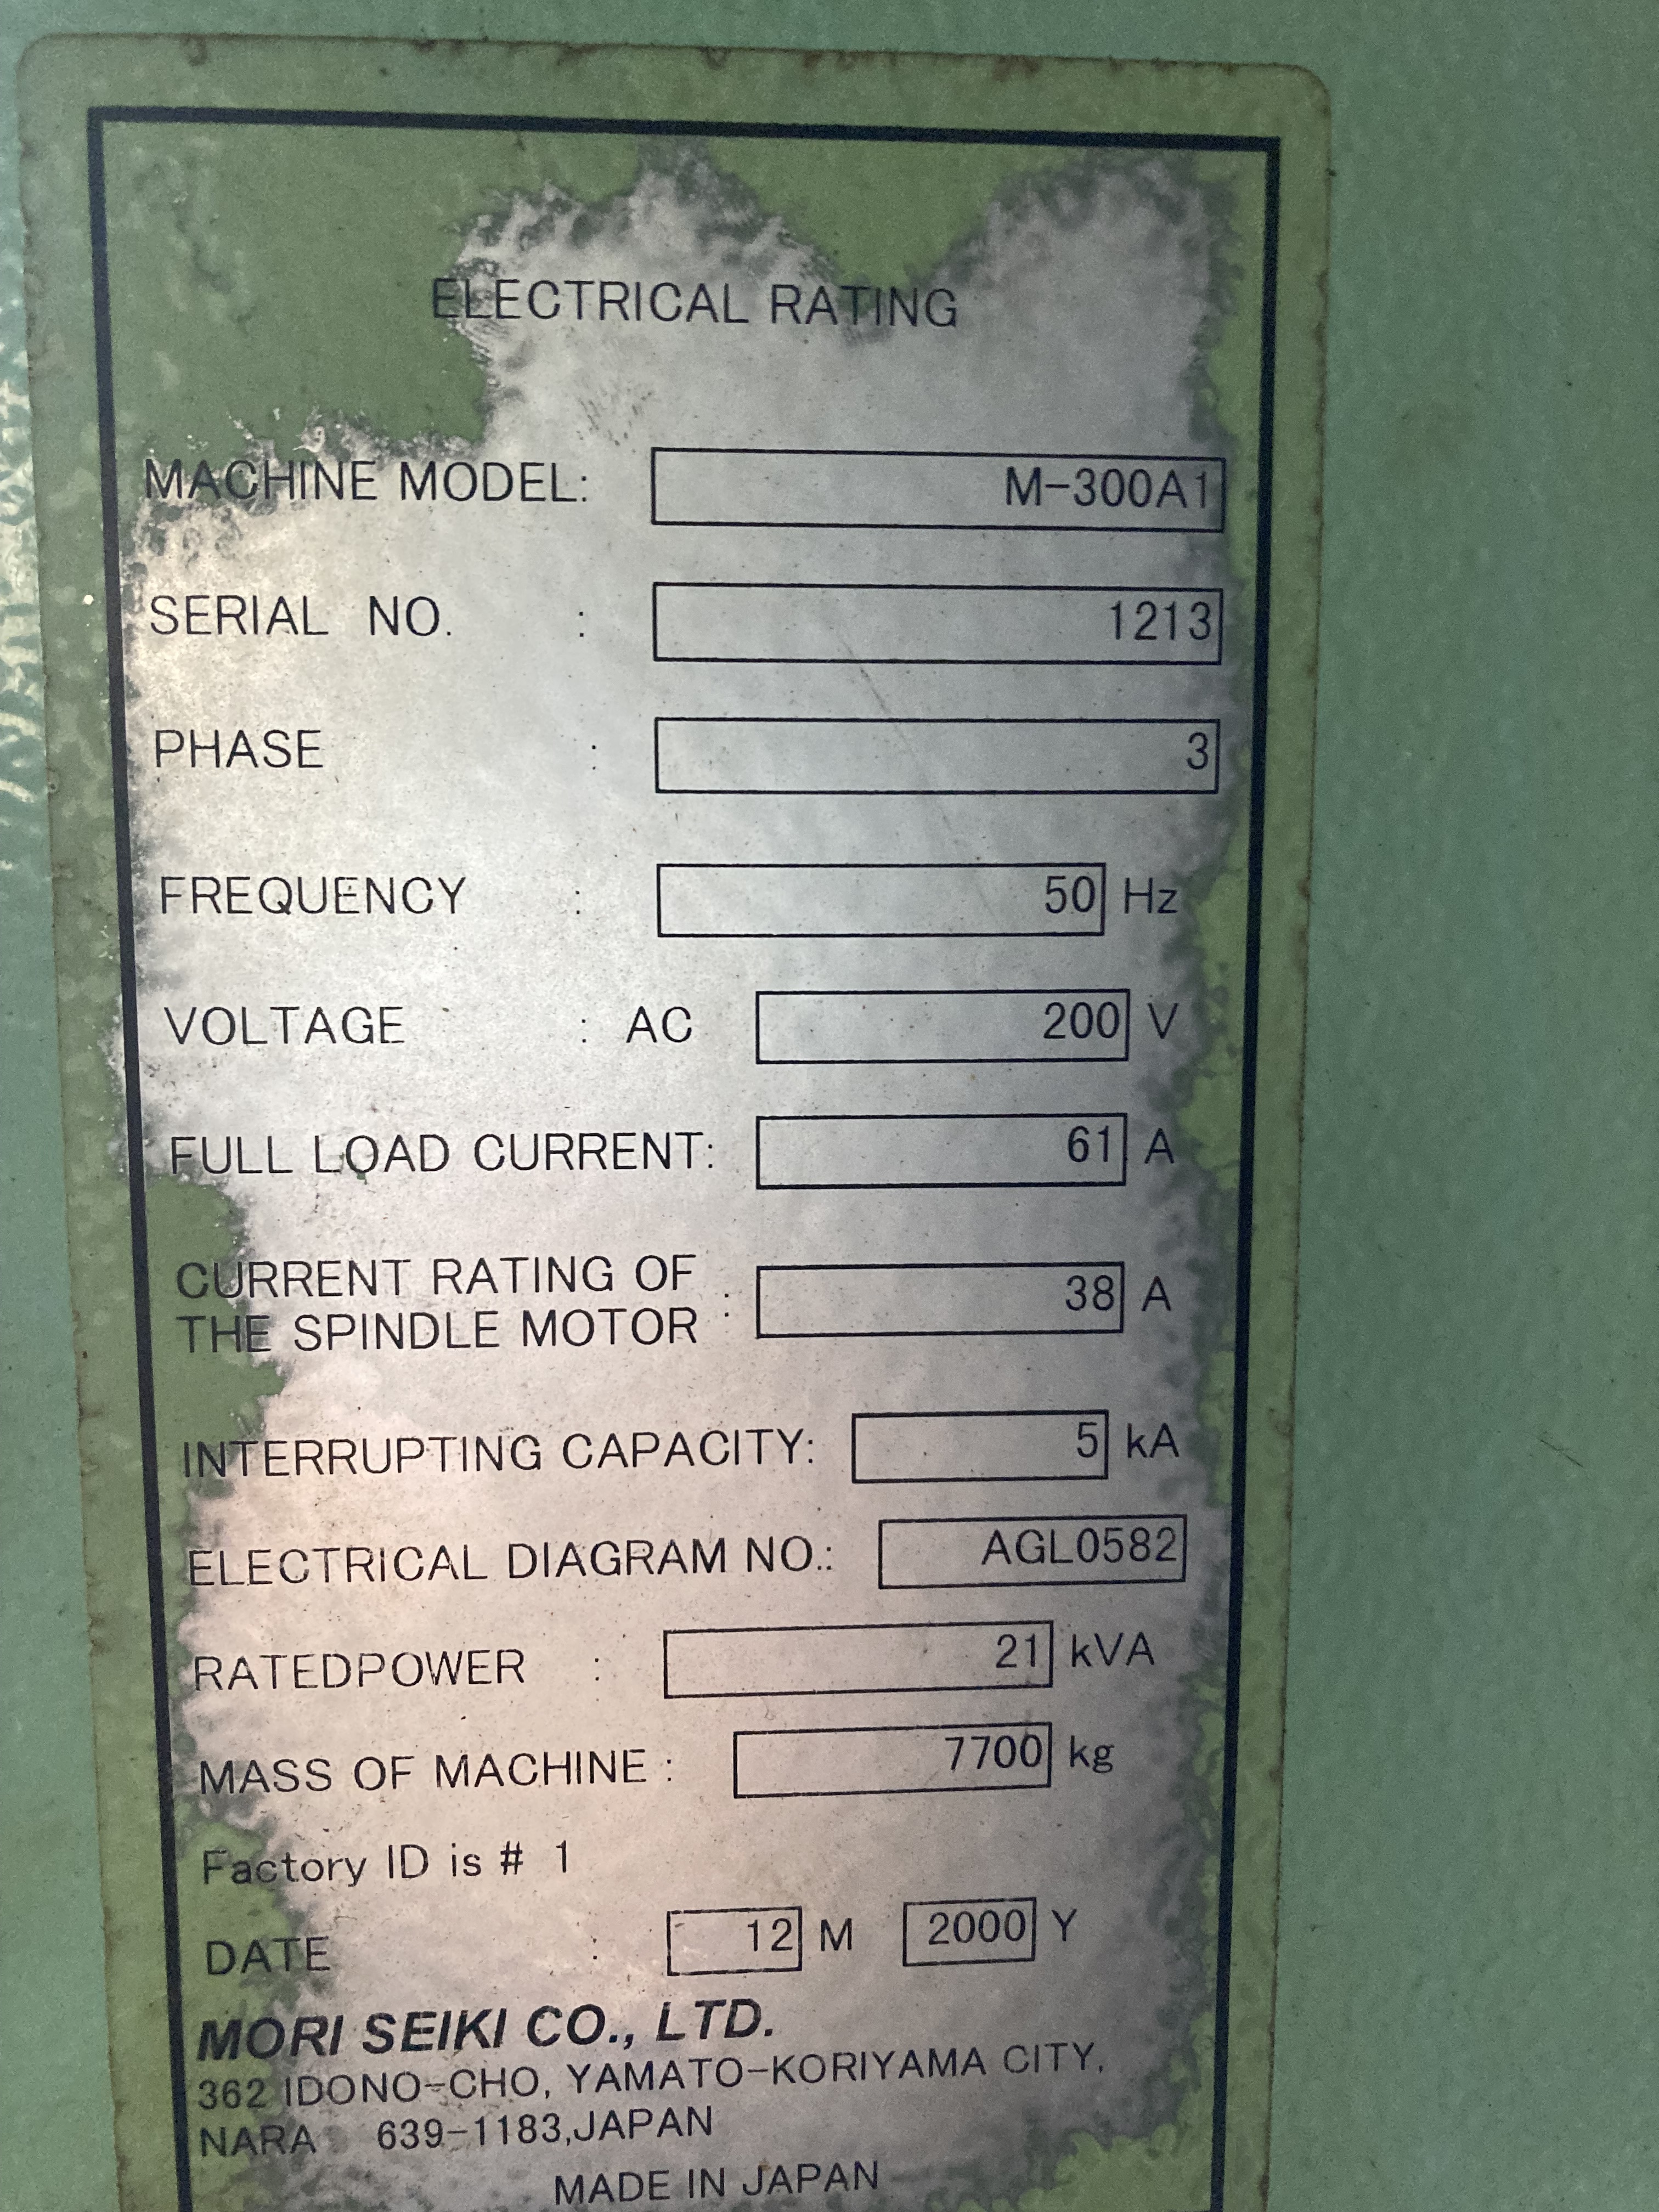 ELECTRICAL RATING
MACHINE MODEL: M-300A1
SERIAL NO. : 1213
PHASE : 3
FREQUENCY : 50 Hz
VOLTAGE : AC 200 V
FULL LOAD CURRENT: 61 A
CURRENT RATING OF
THE SPINDLE MOTOR : 38 A
INTERRUPTING CAPACITY: 5 kA
ELECTRICAL DIAGRAM NO.: AGL0582
RATEDPOWER : 21 kVA
MASS OF MACHINE : 7700 kg
Factory ID is # 1
DATE : 12 M 2000 Y
MORI SEIKI CO., LTD.
362 IDONO-CHO, YAMATO-KORIYAMA CITY,
NARA 639-1183,JAPAN
MADE IN JAPAN